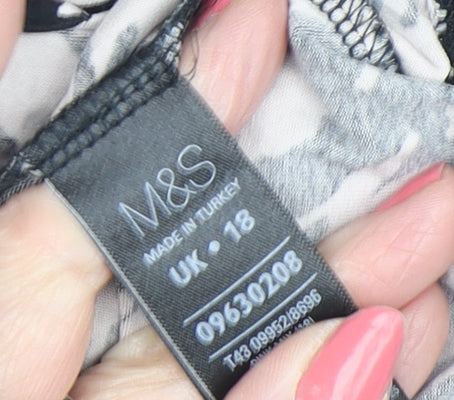 M&S
MADE IN TURKEY
UK • 18
09630208
T43 09952/8696